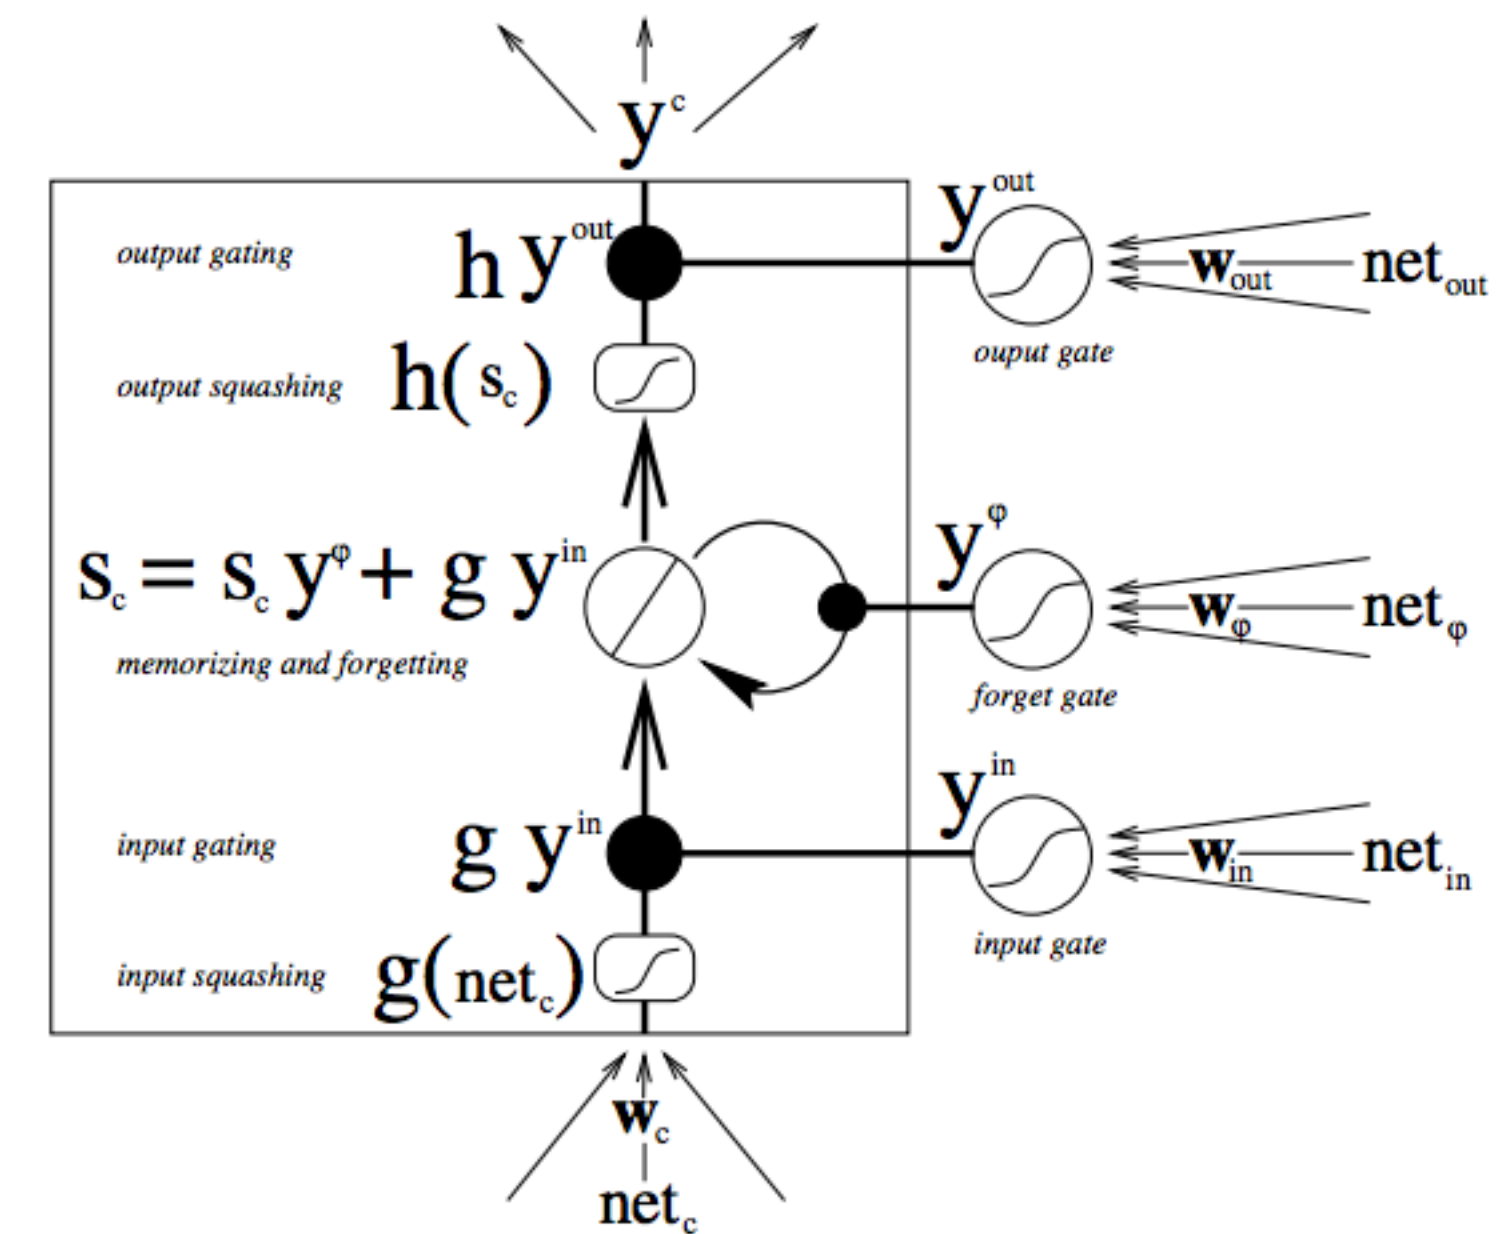 y^c
y^out
output gating
h y^out
w_out
net_out
ouput gate
output squashing
h(s_c)
y^φ
s_c = s_c y^φ + g y^in
w_φ
net_φ
memorizing and forgetting
forget gate
y^in
input gating
g y^in
w_in
net_in
input gate
input squashing
g(net_c)
w_c
net_c